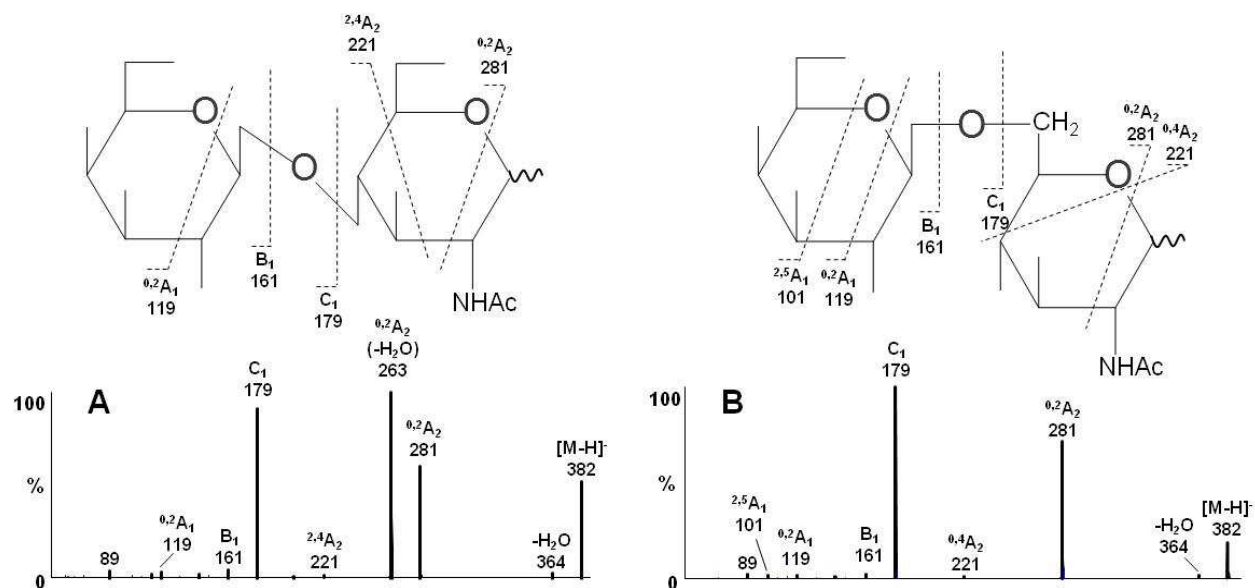 2,4A2
221
0,2A2
281
O
O
O
NHAc
0,2A1
119
B1
161
C1
179
O
O
CH2
O
0,2A2
281
0,4A2
221
B1
161
C1
179
2,5A1
101
0,2A1
119
NHAc
A
100
%
0
89
0,2A1
119
B1
161
C1
179
2,4A2
221
0,2A2
(-H2O)
263
0,2A2
281
-H2O
364
[M-H]-
382
B
100
%
0
2,5A1
101
89
0,2A1
119
B1
161
C1
179
0,4A2
221
0,2A2
281
-H2O
364
[M-H]-
382